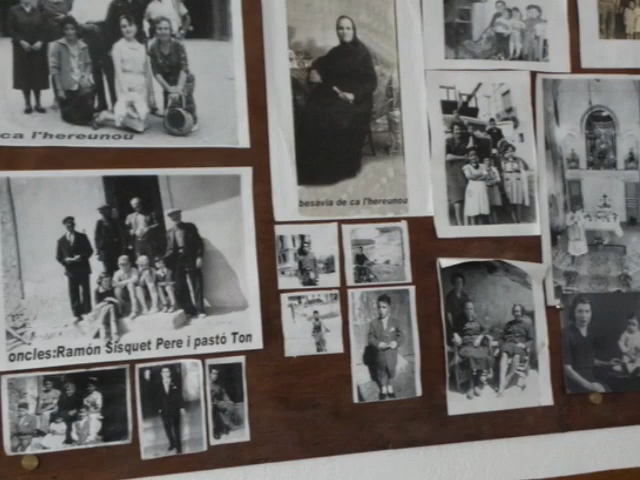 ca l'hereunou
besàvia de ca l'hereunou
oncles:Ramón Sisquet Pere i pastó Ton